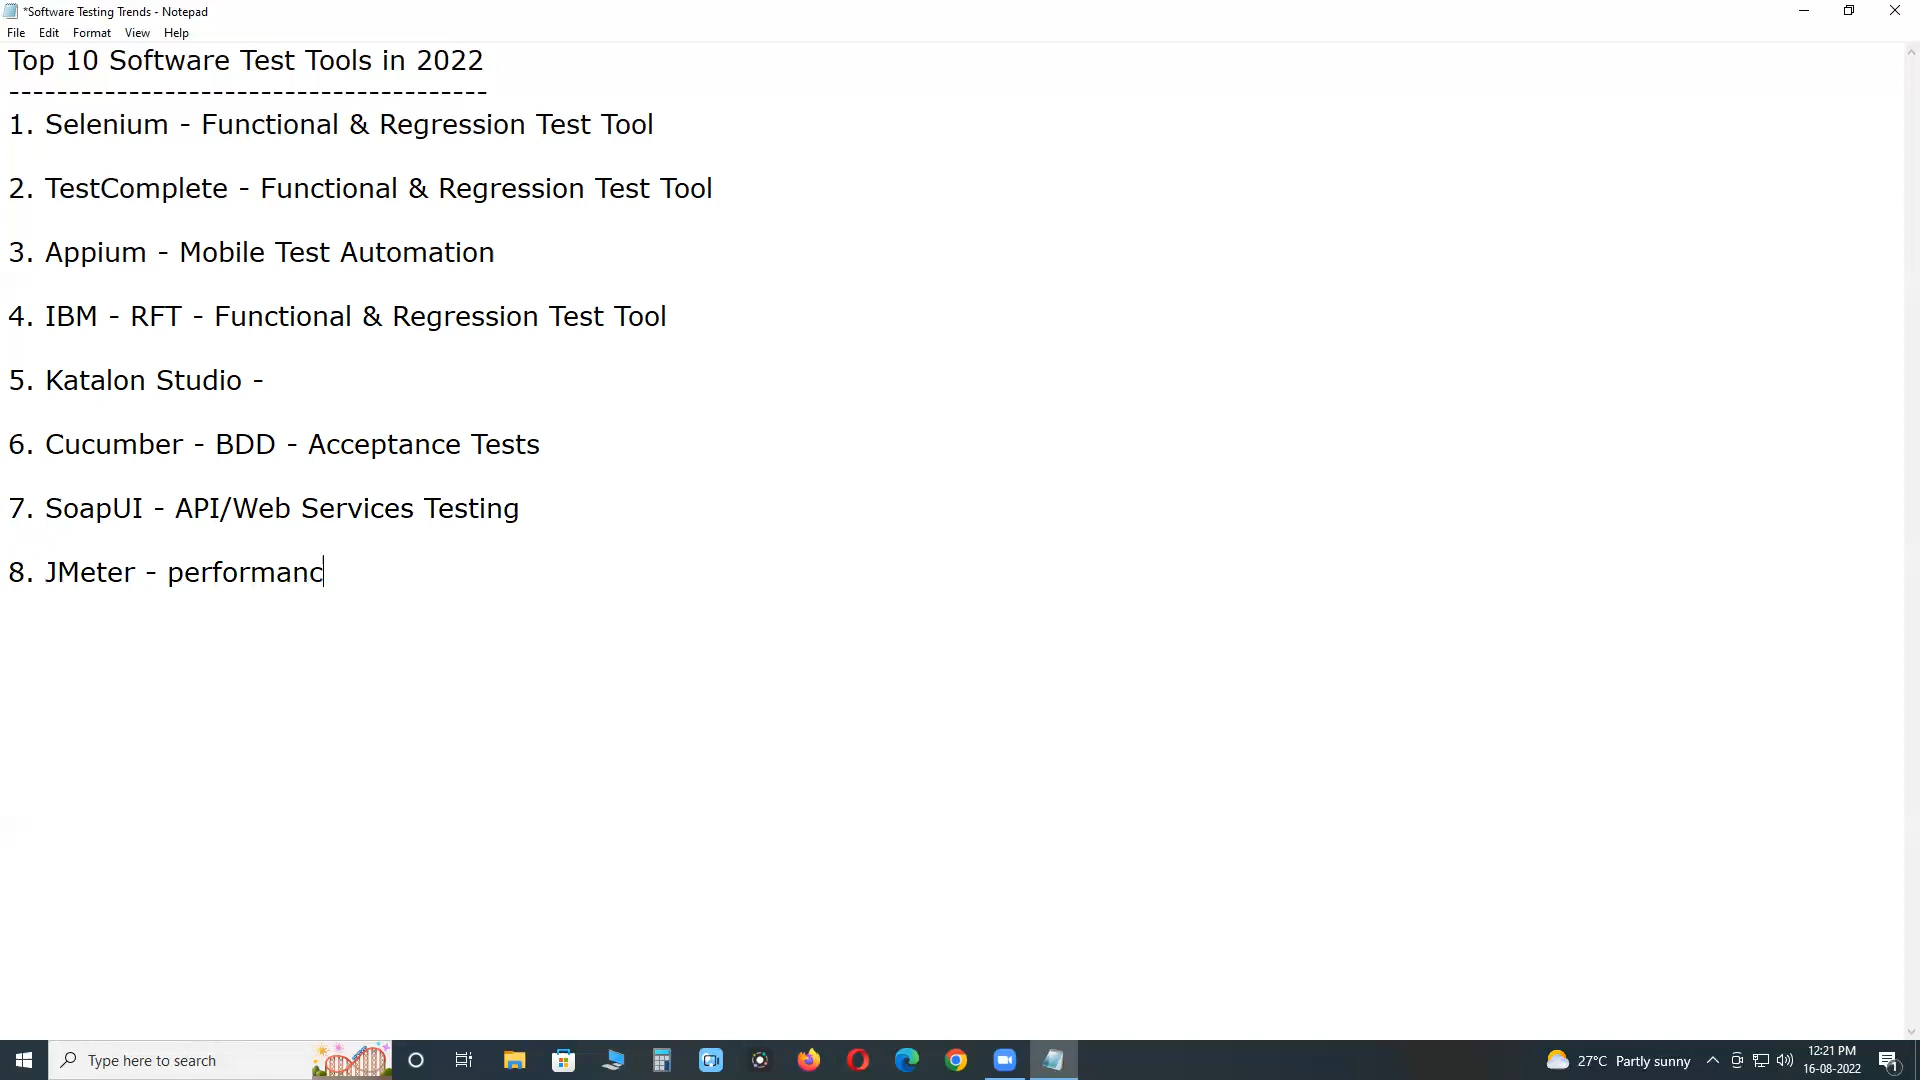 *Software Testing Trends - Notepad
File Edit Format View Help
Top 10 Software Test Tools in 2022
----------------------------------------
1. Selenium - Functional & Regression Test Tool
2. TestComplete - Functional & Regression Test Tool
3. Appium - Mobile Test Automation
4. IBM - RFT - Functional & Regression Test Tool
5. Katalon Studio -
6. Cucumber - BDD - Acceptance Tests
7. SoapUI - API/Web Services Testing
8. JMeter - performanc
Type here to search
27°C Partly sunny
12:21 PM
16-08-2022
1